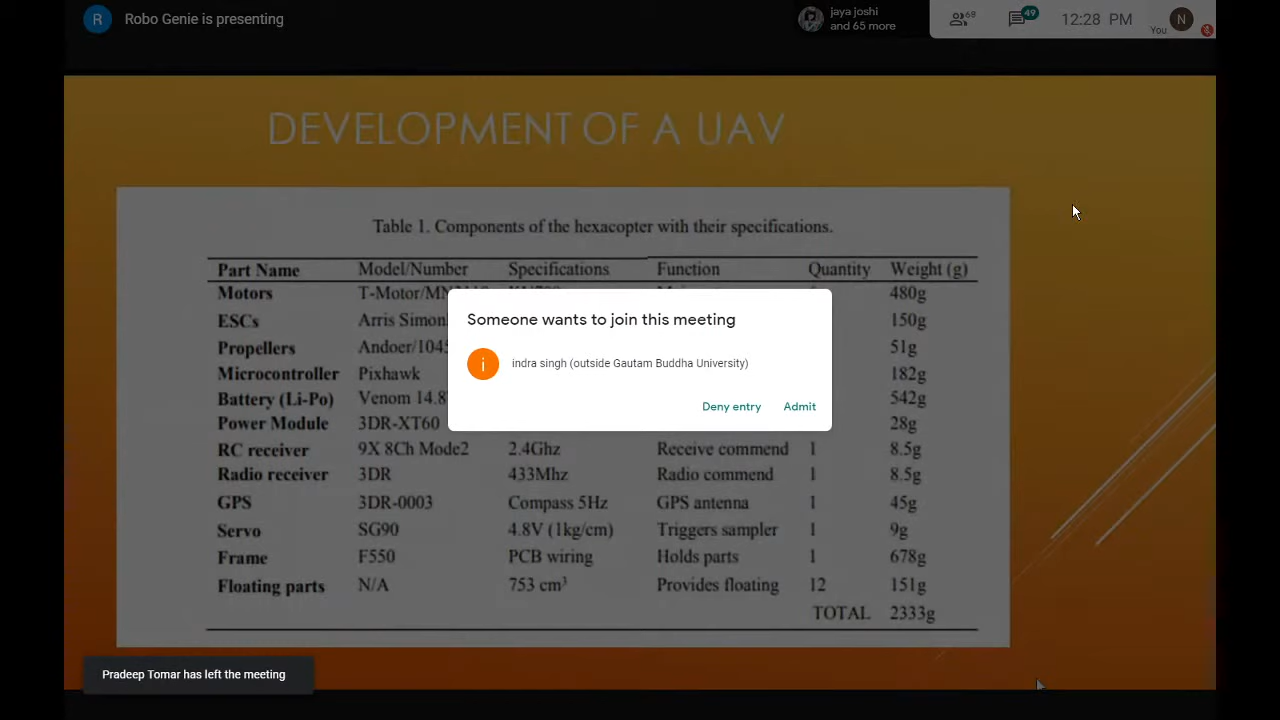 R Robo Genie is presenting
jaya joshi
and 65 more
69
49
12:28 PM
You
N
DEVELOPMENT OF A UAV
Table 1. Components of the hexacopter with their specifications.
Part Name Model/Number Specifications Function Quantity Weight (g)
Motors 480g
ESCs Arris 150g
Propellers 51g
Microcontroller Pixhawk 182g
Battery (Li-Po) Venom 542g
Power Module 3DR-XT60 28g
RC receiver 9X 8Ch Mode2 2.4Ghz Receive commend 1 8.5g
Radio receiver 3DR 433Mhz Radio commend 1 8.5g
GPS 3DR-0003 Compass 5Hz GPS antenna 1 45g
Servo SG90 4.8V (1kg/cm) Triggers sampler 1 9g
Frame F550 PCB wiring Holds parts 1 678g
Floating parts N/A 753 cm³ Provides floating 12 151g
TOTAL 2333g
Someone wants to join this meeting
i indra singh (outside Gautam Buddha University)
Deny entry Admit
Pradeep Tomar has left the meeting